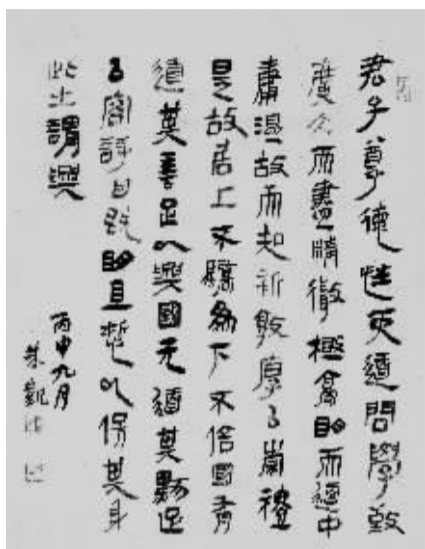 君子尊德性而道問學致
廣大而盡精微極高明而道中
庸溫故而知新敦厚以崇禮
是故居上不驕為下不倍國有
道其言足以興國无道其默足
以容詩曰既明且哲以保其身
此之謂與
丙申九月